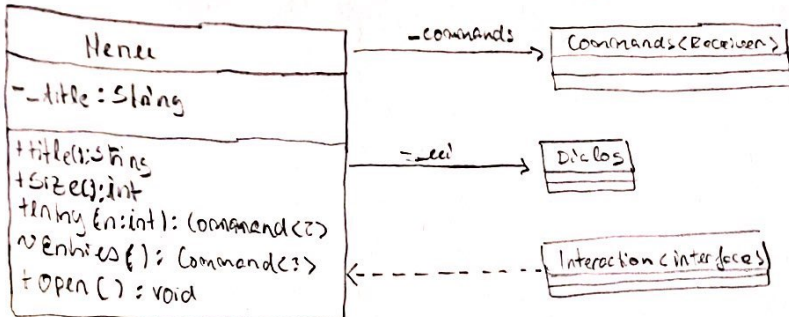 Menu
-_title: String
+title(): String
+size(): int
+entry(n:int): Command<?>
~Entries(): Command<?>
+open(): void
-_commands
Commands<Receiver>
Dialog
Interaction<interfaces>